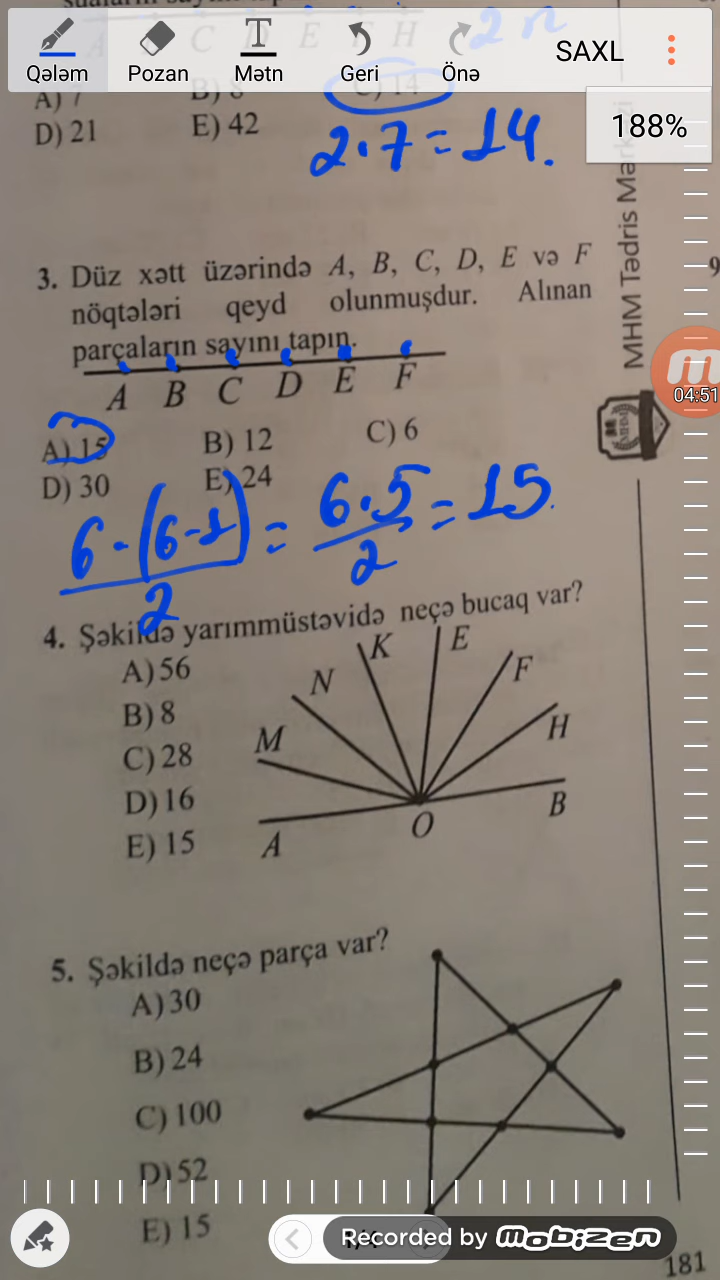 Qələm Pozan Mətn Geri Önə SAXL
188%
A) 7 B) 8 C) 14
D) 21 E) 42
2·7=14.
MHM Tədris Mərkəzi
3. Düz xətt üzərində A, B, C, D, E və F
nöqtələri qeyd olunmuşdur. Alınan
parçaların sayını tapın.
A B C D E F
04:51
A) 15 B) 12 C) 6
D) 30 E) 24
6·(6-1)/2 = 6·5/2 = 15
4. Şəkildə yarımmüstəvidə neçə bucaq var?
A) 56
B) 8
C) 28
D) 16
E) 15
A M N K E F H B
O
5. Şəkildə neçə parça var?
A) 30
B) 24
C) 100
D) 52
E) 15
Recorded by mobizen
181